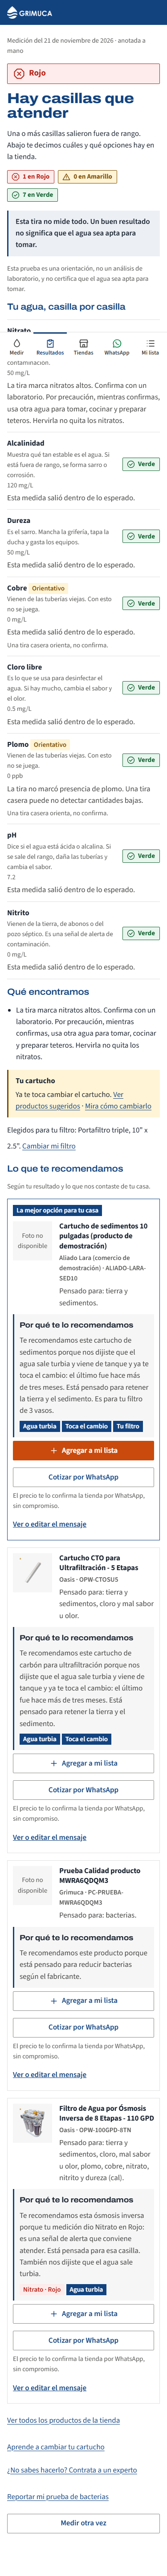 GRIMUCA
Medición del 21 de noviembre de 2026 · anotada a
mano
Rojo
Hay casillas que
atender
Una o más casillas salieron fuera de rango.
Abajo te decimos cuáles y qué opciones hay en
la tienda.
1 en Rojo
0 en Amarillo
7 en Verde
Esta tira no mide todo. Un buen resultado
no significa que el agua sea apta para
tomar.
Esta prueba es una orientación, no un análisis de
laboratorio, y no certifica que el agua sea apta para
tomar.
Tu agua, casilla por casilla
Nitrato
Medir
Resultados
Tiendas
WhatsApp
Mi lista
contaminación.
50 mg/L
La tira marca nitratos altos. Confirma con un
laboratorio. Por precaución, mientras confirmas,
usa otra agua para tomar, cocinar y preparar
teteros. Hervirla no quita los nitratos.
Alcalinidad
Muestra qué tan estable es el agua. Si
está fuera de rango, se forma sarro o
corrosión.
120 mg/L
Verde
Esta medida salió dentro de lo esperado.
Dureza
Es el sarro. Mancha la grifería, tapa la
ducha y gasta los equipos.
50 mg/L
Verde
Esta medida salió dentro de lo esperado.
Cobre Orientativo
Vienen de las tuberías viejas. Con esto
no se juega.
0 mg/L
Verde
Esta medida salió dentro de lo esperado.
Una tira casera orienta, no confirma.
Cloro libre
Es lo que se usa para desinfectar el
agua. Si hay mucho, cambia el sabor y
el olor.
0.5 mg/L
Verde
Esta medida salió dentro de lo esperado.
Plomo Orientativo
Vienen de las tuberías viejas. Con esto
no se juega.
0 ppb
Verde
La tira no marcó presencia de plomo. Una tira
casera puede no detectar cantidades bajas.
Una tira casera orienta, no confirma.
pH
Dice si el agua está ácida o alcalina. Si
se sale del rango, daña las tuberías y
cambia el sabor.
7.2
Verde
Esta medida salió dentro de lo esperado.
Nitrito
Vienen de la tierra, de abonos o del
pozo séptico. Es una señal de alerta de
contaminación.
0 mg/L
Verde
Esta medida salió dentro de lo esperado.
Qué encontramos
• La tira marca nitratos altos. Confirma con un
laboratorio. Por precaución, mientras
confirmas, usa otra agua para tomar, cocinar
y preparar teteros. Hervirla no quita los
nitratos.
Tu cartucho
Ya te toca cambiar el cartucho. Ver
productos sugeridos · Mira cómo cambiarlo
Elegidos para tu filtro: Portafiltro triple, 10" x
2.5". Cambiar mi filtro
Lo que te recomendamos
Según tu resultado y lo que nos contaste de tu casa.
La mejor opción para tu casa
Foto no
disponible
Cartucho de sedimentos 10
pulgadas (producto de
demostración)
Aliado Lara (comercio de
demostración) · ALIADO-LARA-
SED10
Pensado para: tierra y
sedimentos.
Por qué te lo recomendamos
Te recomendamos este cartucho de
sedimentos porque nos dijiste que el
agua sale turbia y viene de tanque y ya te
toca el cambio: el último fue hace más
de tres meses. Está pensado para retener
la tierra y el sedimento. Es para tu filtro
de 3 vasos.
Agua turbia
Toca el cambio
Tu filtro
+ Agregar a mi lista
Cotizar por WhatsApp
El precio te lo confirma la tienda por WhatsApp,
sin compromiso.
Ver o editar el mensaje
Cartucho CTO para
Ultrafiltración - 5 Etapas
Oasis · OPW-CTOSU5
Pensado para: tierra y
sedimentos, cloro y mal sabor
u olor.
Por qué te lo recomendamos
Te recomendamos este cartucho de
carbón para ultrafiltración porque nos
dijiste que el agua sale turbia y viene de
tanque y ya te toca el cambio: el último
fue hace más de tres meses. Está
pensado para retener la tierra y el
sedimento.
Agua turbia
Toca el cambio
+ Agregar a mi lista
Cotizar por WhatsApp
El precio te lo confirma la tienda por WhatsApp,
sin compromiso.
Ver o editar el mensaje
Foto no
disponible
Prueba Calidad producto
MWRA6QDQM3
Grimuca · PC-PRUEBA-
MWRA6QDQM3
Pensado para: bacterias.
Por qué te lo recomendamos
Te recomendamos este producto porque
está pensado para reducir bacterias
según el fabricante.
+ Agregar a mi lista
Cotizar por WhatsApp
El precio te lo confirma la tienda por WhatsApp,
sin compromiso.
Ver o editar el mensaje
Filtro de Agua por Ósmosis
Inversa de 8 Etapas - 110 GPD
Oasis · OPW-100GPD-8TN
Pensado para: tierra y
sedimentos, cloro, mal sabor
u olor, plomo, cobre, nitrato,
nitrito y dureza (cal).
Por qué te lo recomendamos
Te recomendamos esta ósmosis inversa
por tu medición dio Nitrato en Rojo:
es una señal de alerta que conviene
atender. Está pensada para ese casilla.
También nos dijiste que el agua sale
turbia.
Nitrato · Rojo
Agua turbia
+ Agregar a mi lista
Cotizar por WhatsApp
El precio te lo confirma la tienda por WhatsApp,
sin compromiso.
Ver o editar el mensaje
Ver todos los productos de la tienda
Aprende a cambiar tu cartucho
¿No sabes hacerlo? Contrata a un experto
Reportar mi prueba de bacterias
Medir otra vez